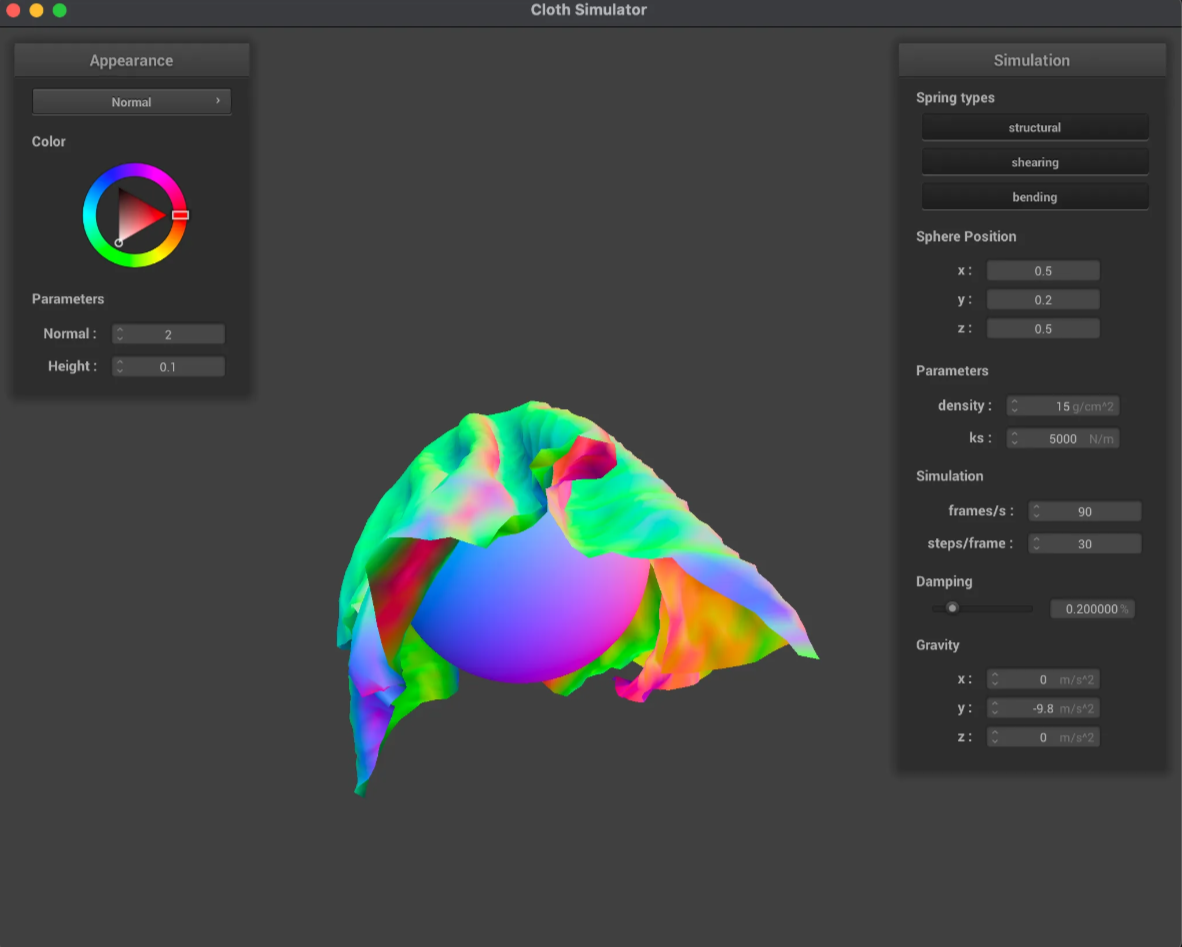 Cloth Simulator
Appearance
Normal
Color
Parameters
Normal : 2
Height : 0.1
Simulation
Spring types
structural
shearing
bending
Sphere Position
x : 0.5
y : 0.2
z : 0.5
Parameters
density : 15 g/cm^2
ks : 5000 N/m
Simulation
frames/s : 90
steps/frame : 30
Damping
0.200000 %
Gravity
x : 0 m/s^2
y : -9.8 m/s^2
z : 0 m/s^2